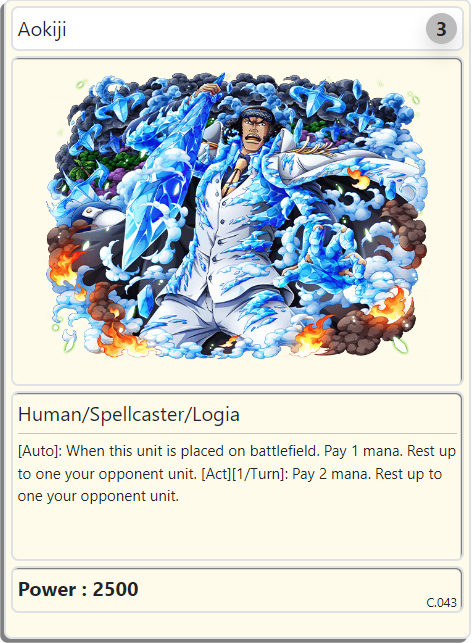 Aokiji
3
Human/Spellcaster/Logia
[Auto]: When this unit is placed on battlefield. Pay 1 mana. Rest up
to one your opponent unit. [Act][1/Turn]: Pay 2 mana. Rest up to
one your opponent unit.
Power : 2500
C.043